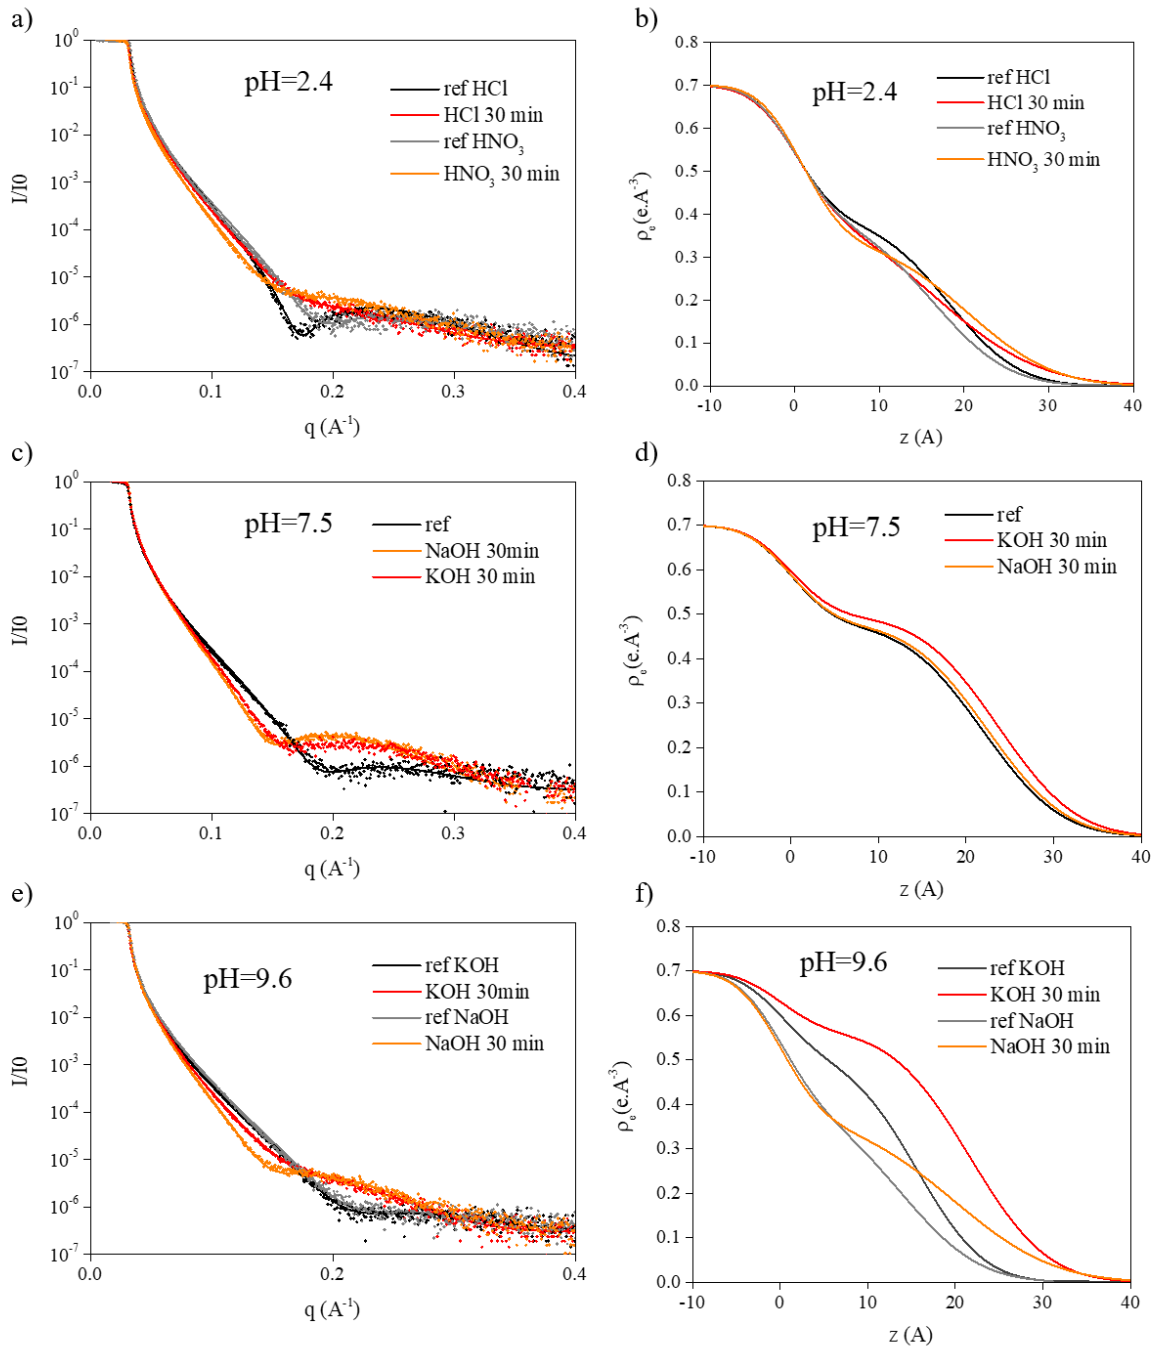 a)
10⁰
10⁻¹
10⁻²
10⁻³
10⁻⁴
10⁻⁵
10⁻⁶
10⁻⁷
I/I0
pH=2.4
ref HCl
HCl 30 min
ref HNO₃
HNO₃ 30 min
0.0 0.1 0.2 0.3 0.4
q (A⁻¹)
b)
0.8
0.7
0.6
0.5
0.4
0.3
0.2
0.1
0.0
ρₑ(e.A⁻³)
pH=2.4
ref HCl
HCl 30 min
ref HNO₃
HNO₃ 30 min
-10 0 10 20 30 40
z (A)
c)
10⁰
10⁻¹
10⁻²
10⁻³
10⁻⁴
10⁻⁵
10⁻⁶
10⁻⁷
I/I0
pH=7.5
ref
NaOH 30min
KOH 30 min
0.0 0.1 0.2 0.3 0.4
q (A⁻¹)
d)
0.8
0.7
0.6
0.5
0.4
0.3
0.2
0.1
0.0
ρₑ(e.A⁻³)
pH=7.5
ref
KOH 30 min
NaOH 30 min
-10 0 10 20 30 40
z (A)
e)
10⁰
10⁻¹
10⁻²
10⁻³
10⁻⁴
10⁻⁵
10⁻⁶
10⁻⁷
I/I0
pH=9.6
ref KOH
KOH 30min
ref NaOH
NaOH 30 min
0.0 0.2 0.4
q (A⁻¹)
f)
0.8
0.7
0.6
0.5
0.4
0.3
0.2
0.1
0.0
ρₑ(e.A⁻³)
pH=9.6
ref KOH
KOH 30 min
ref NaOH
NaOH 30 min
-10 0 10 20 30 40
z (A)